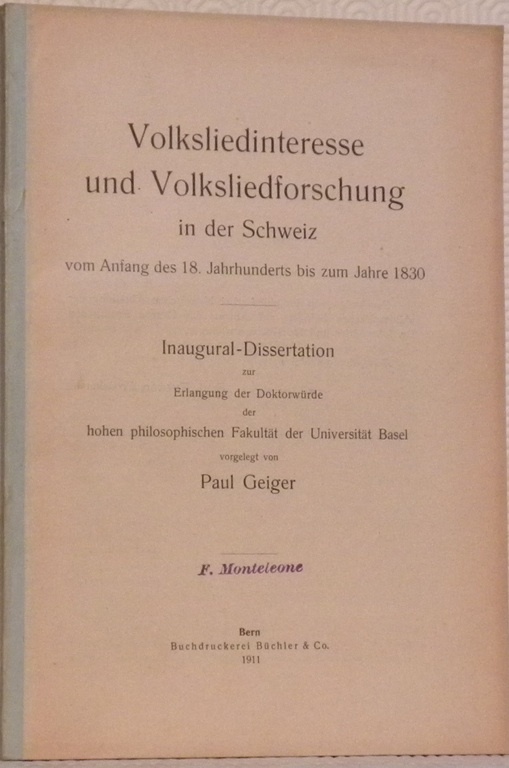 Volksliedinteresse
und Volksliedforschung
in der Schweiz
vom Anfang des 18. Jahrhunderts bis zum Jahre 1830
Inaugural-Dissertation
zur
Erlangung der Doktorwürde
der
hohen philosophischen Fakultät der Universität Basel
vorgelegt von
Paul Geiger
F. Monteleone
Bern
Buchdruckerei Büchler & Co.
1911